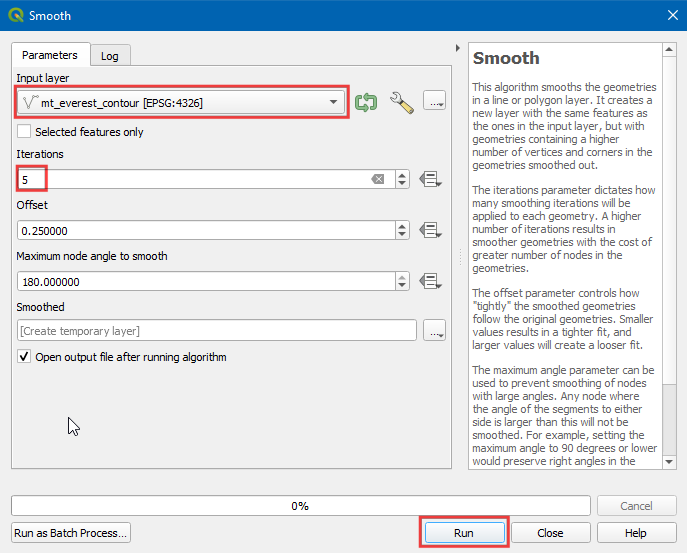 Smooth
Parameters
Log
Input layer
mt_everest_contour [EPSG:4326]
...
Selected features only
Iterations
5
Offset
0.250000
Maximum node angle to smooth
180.000000
Smoothed
[Create temporary layer]
...
Open output file after running algorithm
Smooth
This algorithm smooths the geometries
in a line or polygon layer. It creates a
new layer with the same features as
the ones in the input layer, but with
geometries containing a higher
number of vertices and corners in the
geometries smoothed out.
The iterations parameter dictates how
many smoothing iterations will be
applied to each geometry. A higher
number of iterations results in
smoother geometries with the cost of
greater number of nodes in the
geometries.
The offset parameter controls how
"tightly" the smoothed geometries
follow the original geometries. Smaller
values results in a tighter fit, and
larger values will create a looser fit.
The maximum angle parameter can be
used to prevent smoothing of nodes
with large angles. Any node where
the angle of the segments to either
side is larger than this will not be
smoothed. For example, setting the
maximum angle to 90 degrees or lower
would preserve right angles in the
0%
Cancel
Run as Batch Process...
Run
Close
Help